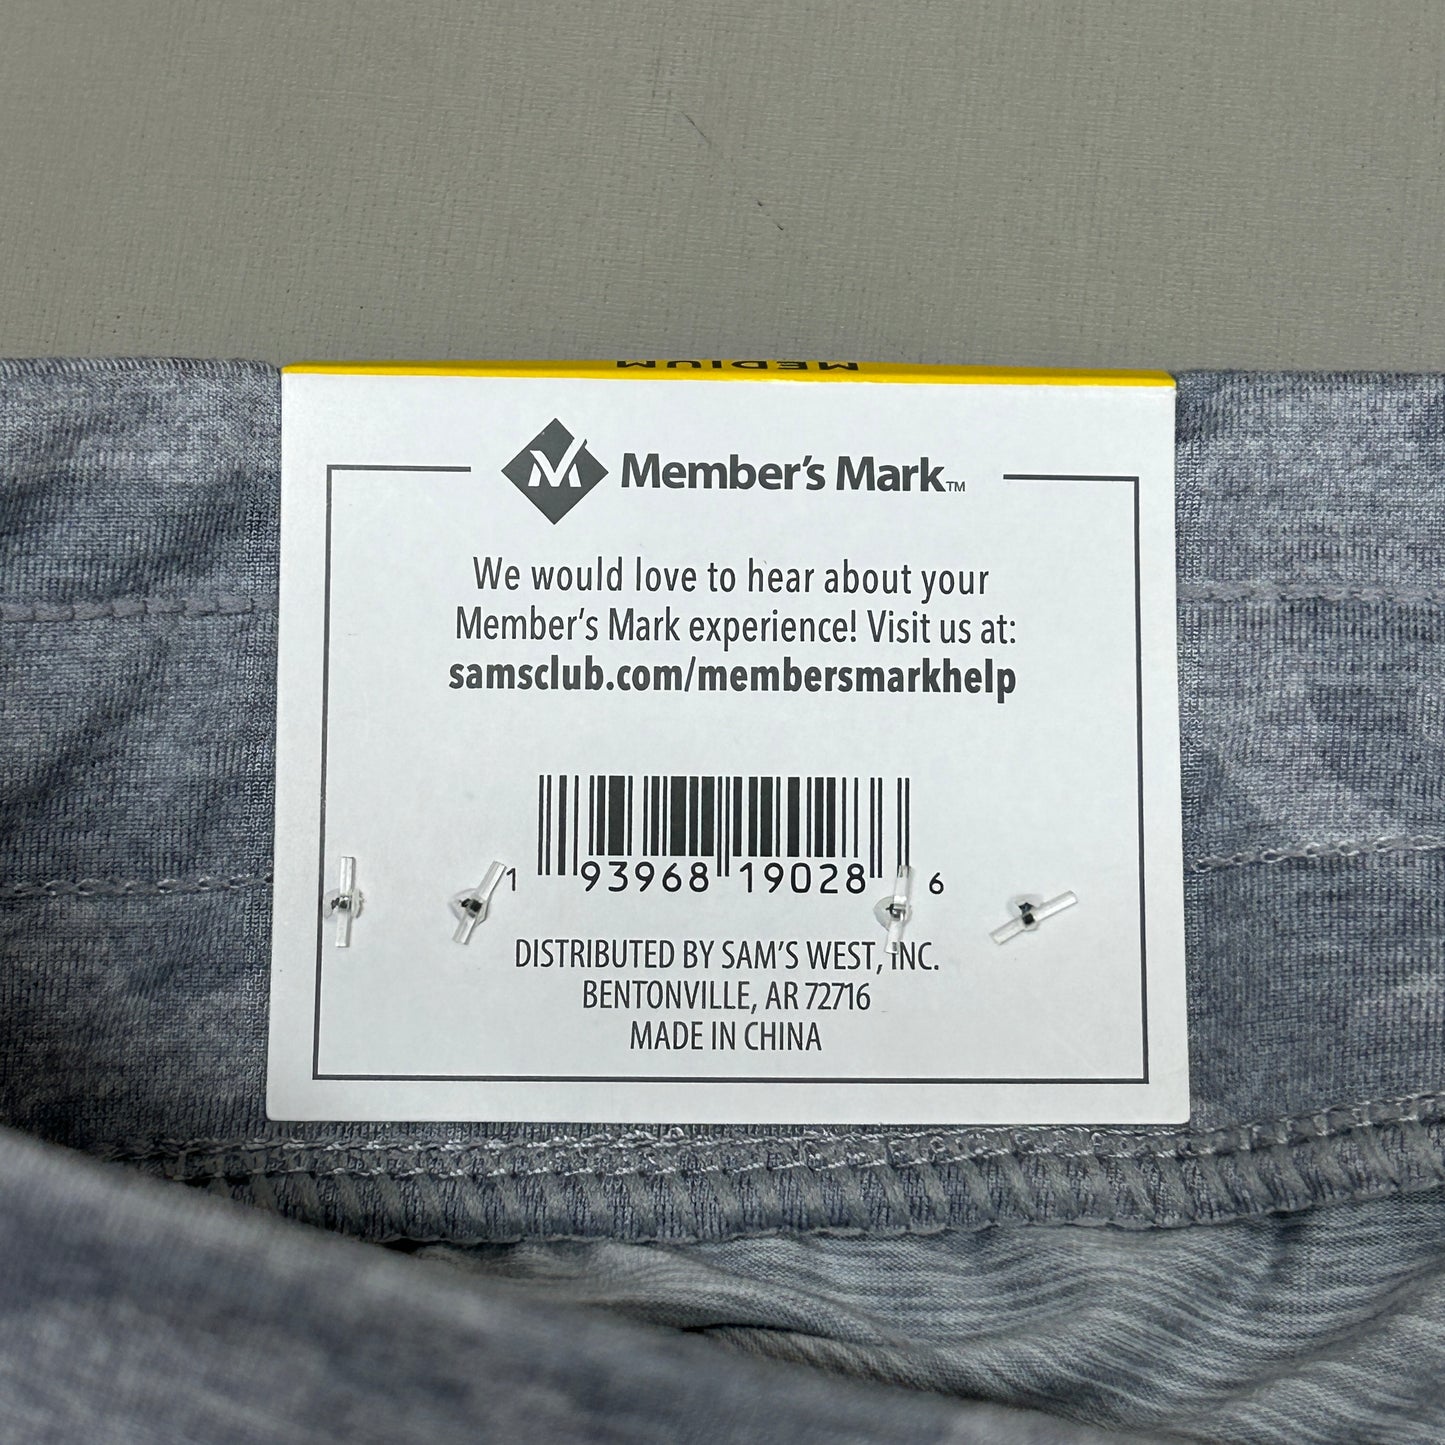 MEDIUM
Member's Mark™
We would love to hear about your
Member's Mark experience! Visit us at:
samsclub.com/membersmarkhelp
1 93968 19028 6
DISTRIBUTED BY SAM'S WEST, INC.
BENTONVILLE, AR 72716
MADE IN CHINA